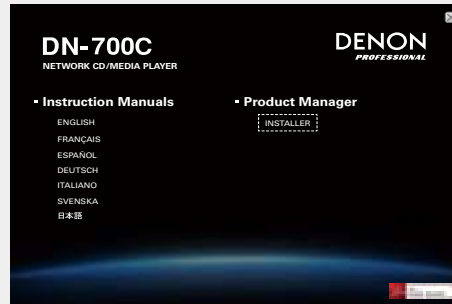 DN-700C
NETWORK CD/MEDIA PLAYER
DENON
PROFESSIONAL
Instruction Manuals
ENGLISH
FRANÇAIS
ESPAÑOL
DEUTSCH
ITALIANO
SVENSKA
日本語
Product Manager
INSTALLER